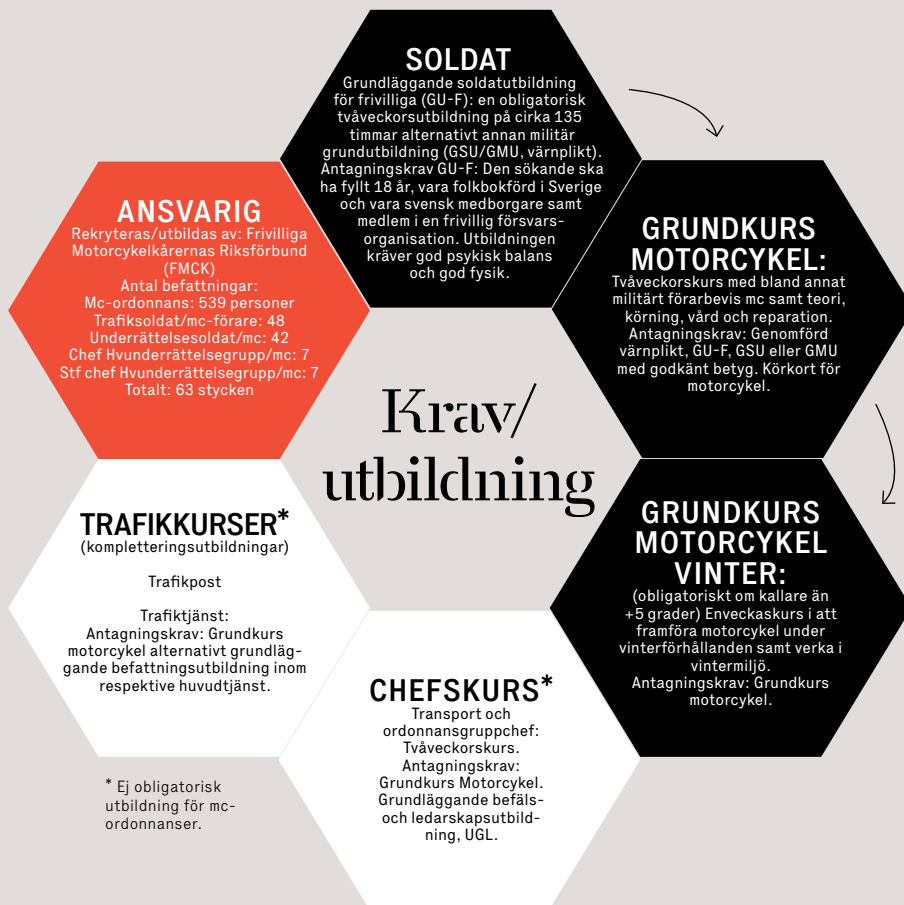 SOLDAT
Grundläggande soldatutbildning
för frivilliga (GU-F): en obligatorisk
tvåveckorsutbildning på cirka 135
timmar alternativt annan militär
grundutbildning (GSU/GMU, värnplikt).
Antagningskrav GU-F: Den sökande ska
ha fyllt 18 år, vara folkbokförd i Sverige
och vara svensk medborgare samt
medlem i en frivillig försvars-
organisation. Utbildningen
kräver god psykisk balans
och god fysik.
ANSVARIG
Rekryteras/utbildas av: Frivilliga
Motorcykelkårernas Riksförbund
(FMCK)
Antal befattningar:
Mc-ordonnans: 539 personer
Trafiksoldat/mc-förare: 48
Underrättelsesoldat/mc: 42
Chef Hvunderrättelsegrupp/mc: 7
Stf chef Hvunderrättelsegrupp/mc: 7
Totalt: 63 stycken
GRUNDKURS
MOTORCYKEL:
Tvåveckorskurs med bland annat
militärt förarbevis mc samt teori,
körning, vård och reparation.
Antagningskrav: Genomförd
värnplikt, GU-F, GSU eller GMU
med godkänt betyg. Körkort för
motorcykel.
Krav/
utbildning
GRUNDKURS
MOTORCYKEL
VINTER:
(obligatoriskt om kallare än
+5 grader) Enveckaskurs i att
framföra motorcykel under
vinterförhållanden samt verka i
vintermiljö.
Antagningskrav: Grundkurs
motorcykel.
TRAFIKKURSER*
(kompletteringsutbildningar)
Trafikpost
Trafiktjänst:
Antagningskrav: Grundkurs
motorcykel alternativt grundläg-
gande befattningsutbildning inom
respektive huvudtjänst.
CHEFSKURS*
Transport och
ordonnansgruppchef:
Tvåveckorskurs.
Antagningskrav:
Grundkurs Motorcykel.
Grundläggande befäls-
och ledarskapsutbild-
ning, UGL.
* Ej obligatorisk
utbildning för mc-
ordonnanser.